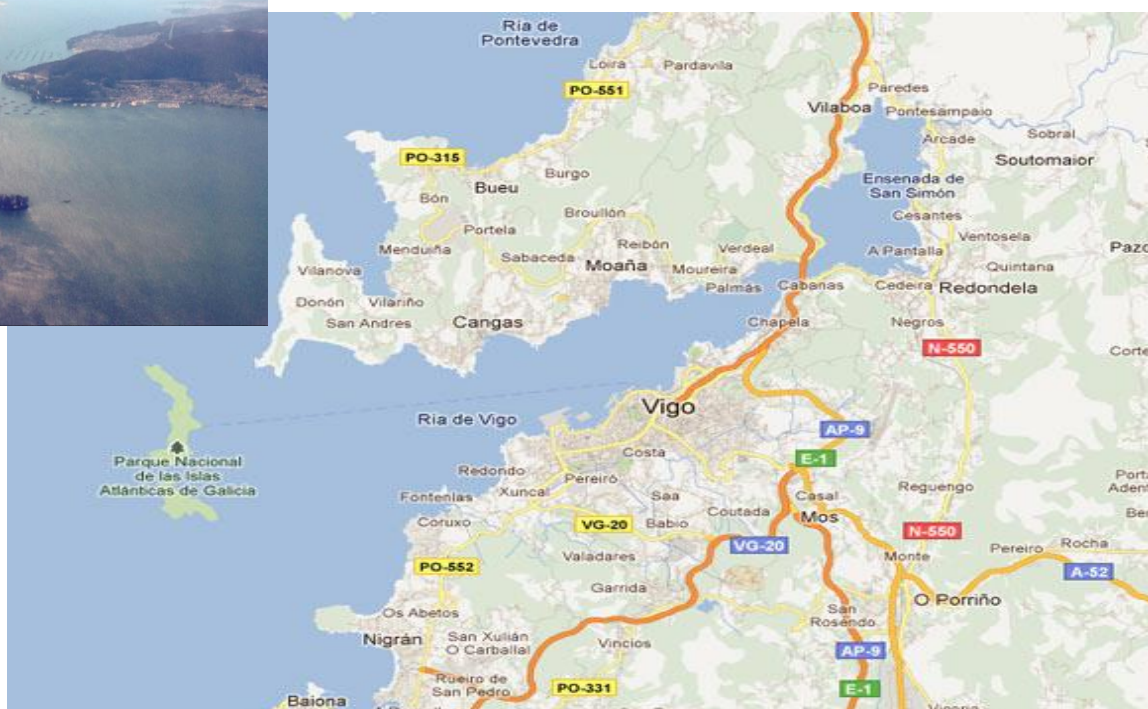 Ría de
Pontevedra
Loira
Pardavila
PO-551
Paredes
Vilaboa
Pontesampaio
Arcade
Sobral
Soutomaior
PO-315
Burgo
Bueu
Bón
Ensenada de
San Simón
Broullón
Cesantes
Portela
Ventosela
Menduiña
Reibón
Verdeal
A Pantalla
Sabaceda
Moaña
Moureira
Quintana
Vilanova
Palmás
Cabanas
Cedeira
Redondela
Donón
Vilariño
San Andres
Cangas
Chapela
Negros
N-550
Ría de Vigo
Vigo
AP-9
Parque Nacional
de las Islas
Atlánticas de Galicia
Costa
E-1
Redondo
Pereiró
Xuncal
Saa
Casal
Reguengo
Coruxo
VG-20
Babio
Coutada
Mos
N-550
Valadares
VG-20
Monte
Pereiro
Rocha
PO-552
A-52
Garrida
O Porriño
Os Abetos
San
Rosendo
Nigrán
San Xulián
O Carballal
Vincios
AP-9
Rueiro de
San Pedro
PO-331
E-1
Baiona